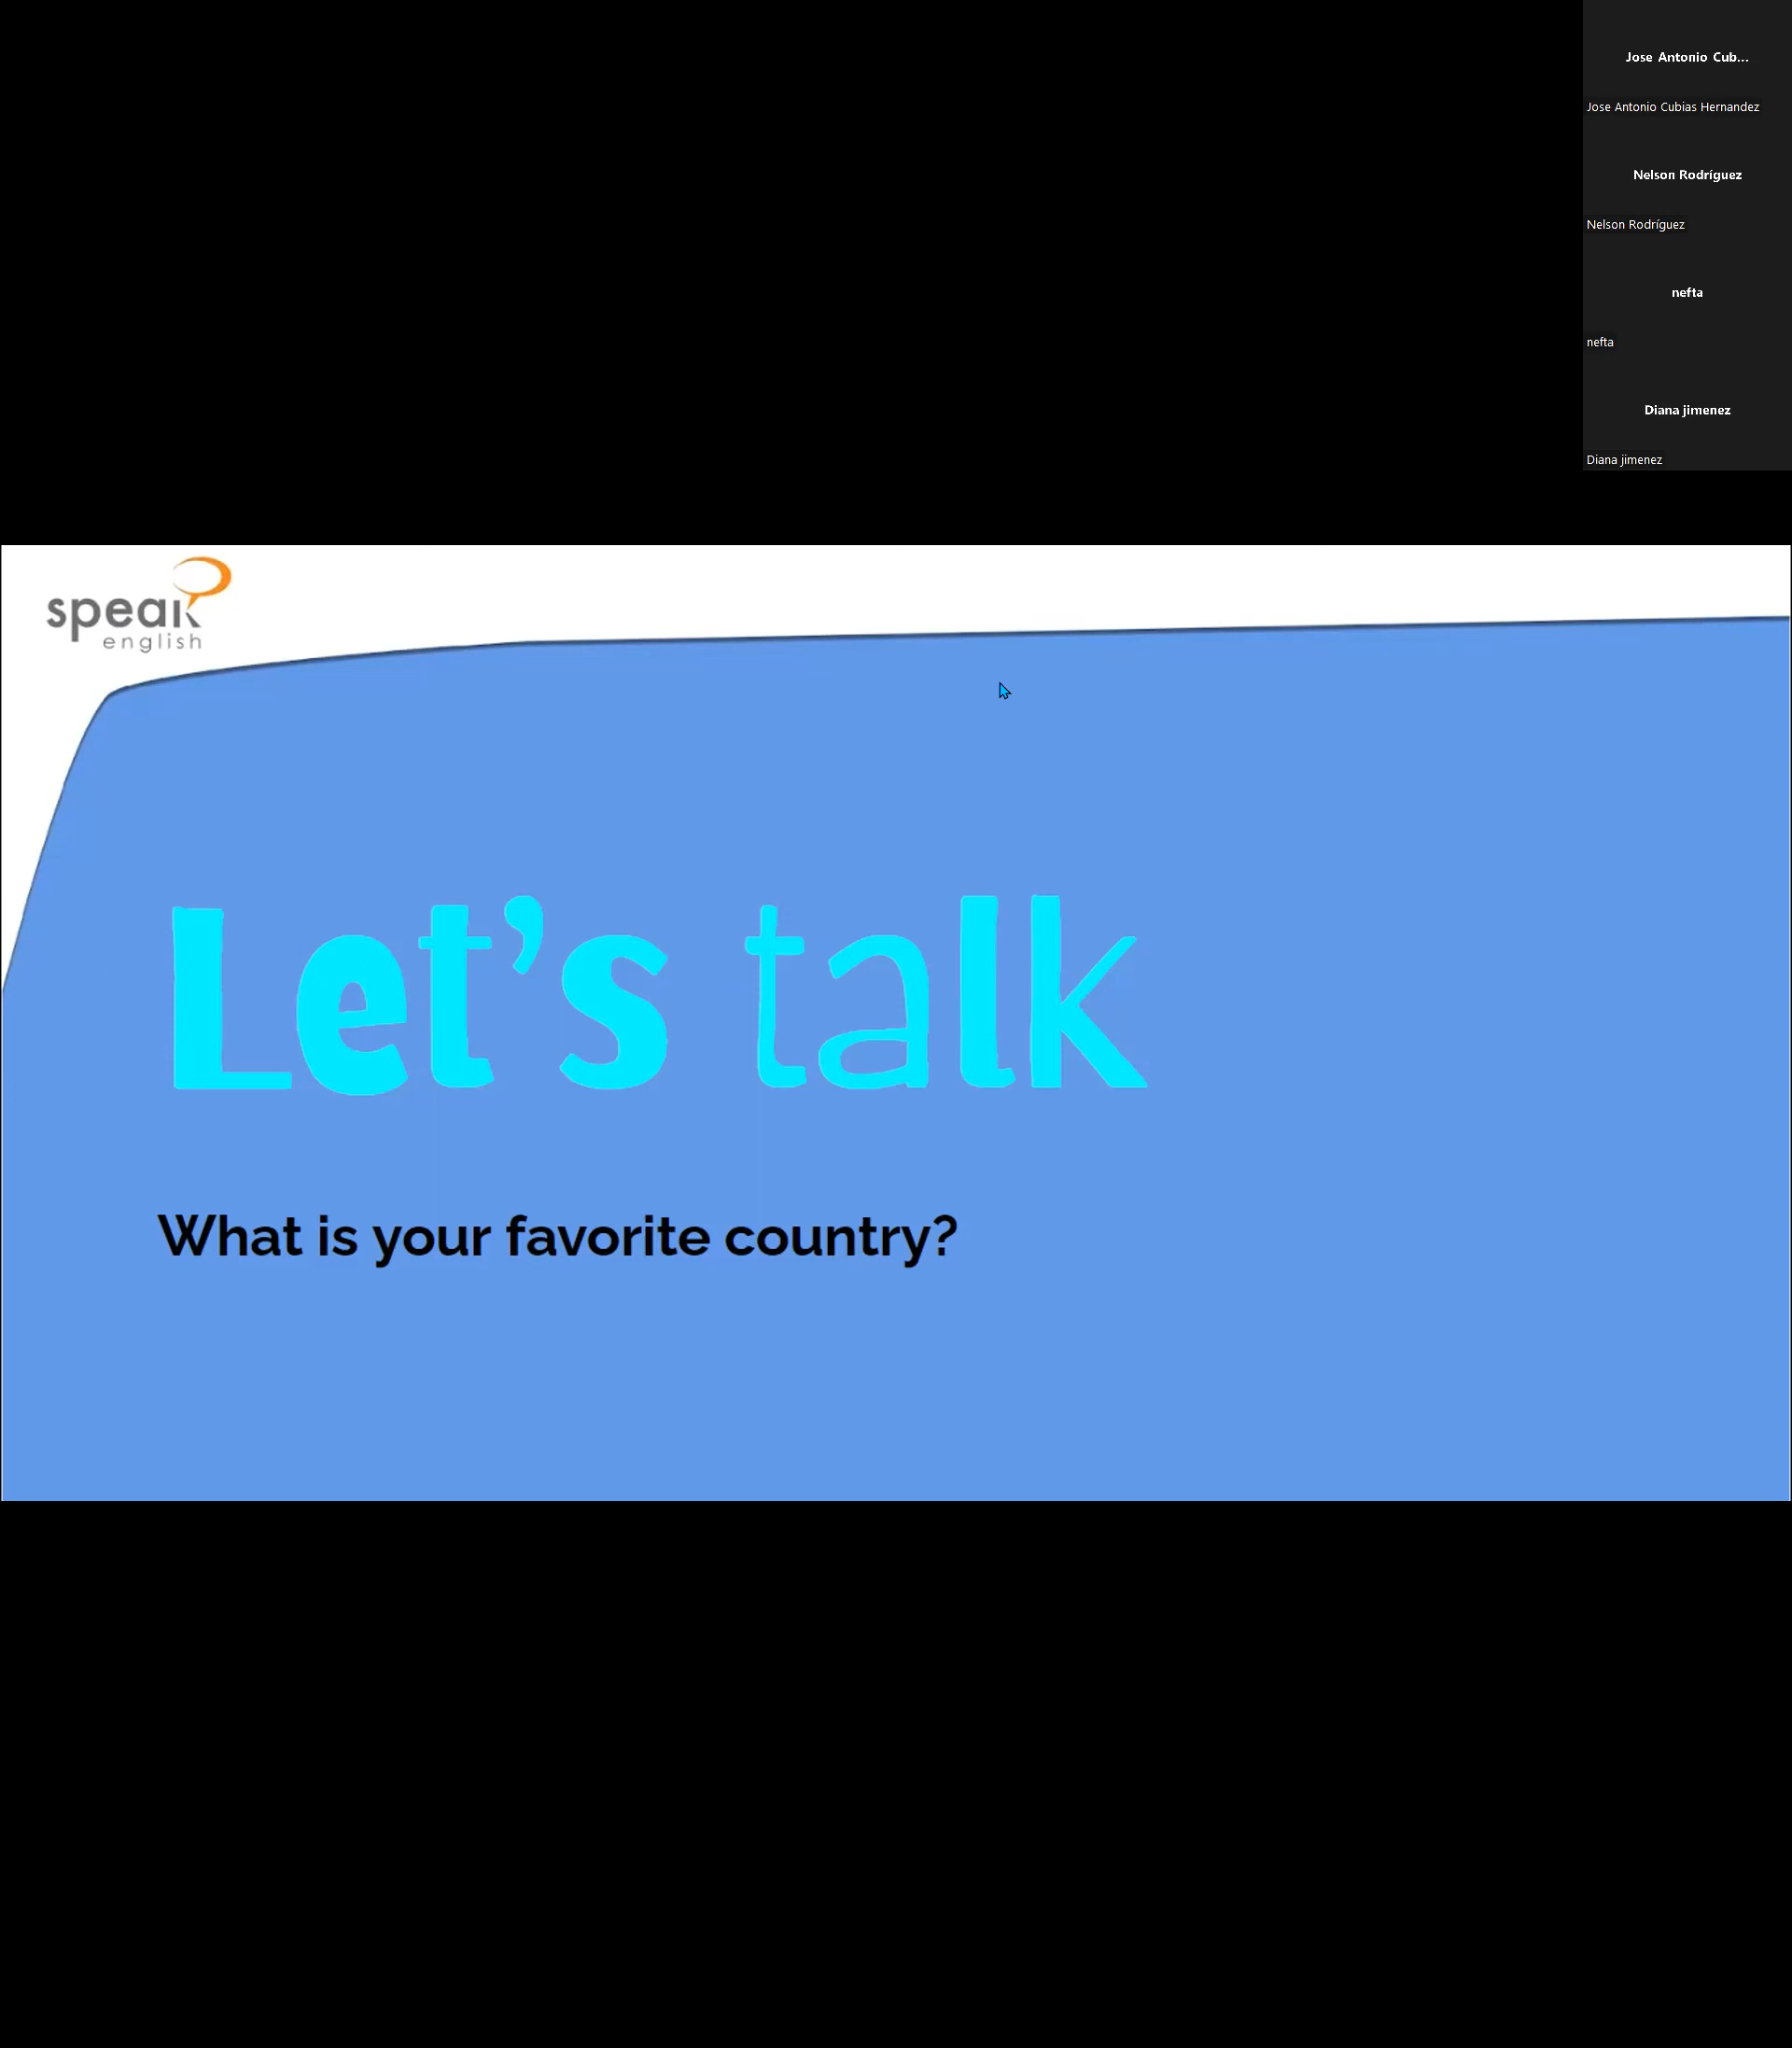 Jose Antonio Cub...
Jose Antonio Cubias Hernandez
Nelson Rodríguez
Nelson Rodríguez
nefta
nefta
Diana jimenez
Diana jimenez
speak
english
Let's talk
What is your favorite country?